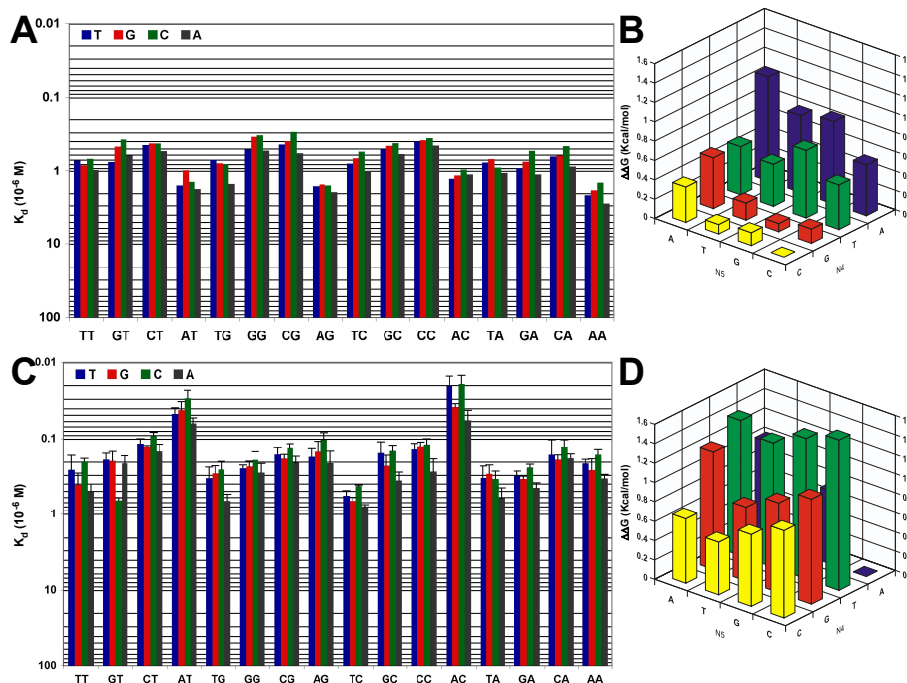 A
T G C A
0.01
0.1
1
10
100
K_d (10^-6 M)
TT GT CT AT TG GG CG AG TC GC CC AC TA GA CA AA
B
1.6
1.4
1.2
1
0.8
0.6
0.4
0.2
0
ΔΔG (Kcal/mol)
A T G C
N5
C G T A
N4
C
T G C A
0.01
0.1
1
10
100
K_d (10^-6 M)
TT GT CT AT TG GG CG AG TC GC CC AC TA GA CA AA
D
1.6
1.4
1.2
1
0.8
0.6
0.4
0.2
0
ΔΔG (Kcal/mol)
A T G C
N5
C G T A
N4